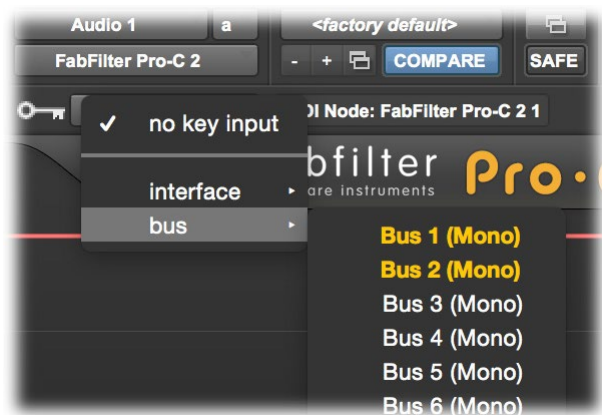 Audio 1 a <factory default>
FabFilter Pro-C 2 - + COMPARE SAFE
no key input DI Node: FabFilter Pro-C 2 1
bfilter Pro·
are instruments
interface
bus
Bus 1 (Mono)
Bus 2 (Mono)
Bus 3 (Mono)
Bus 4 (Mono)
Bus 5 (Mono)
Bus 6 (Mono)